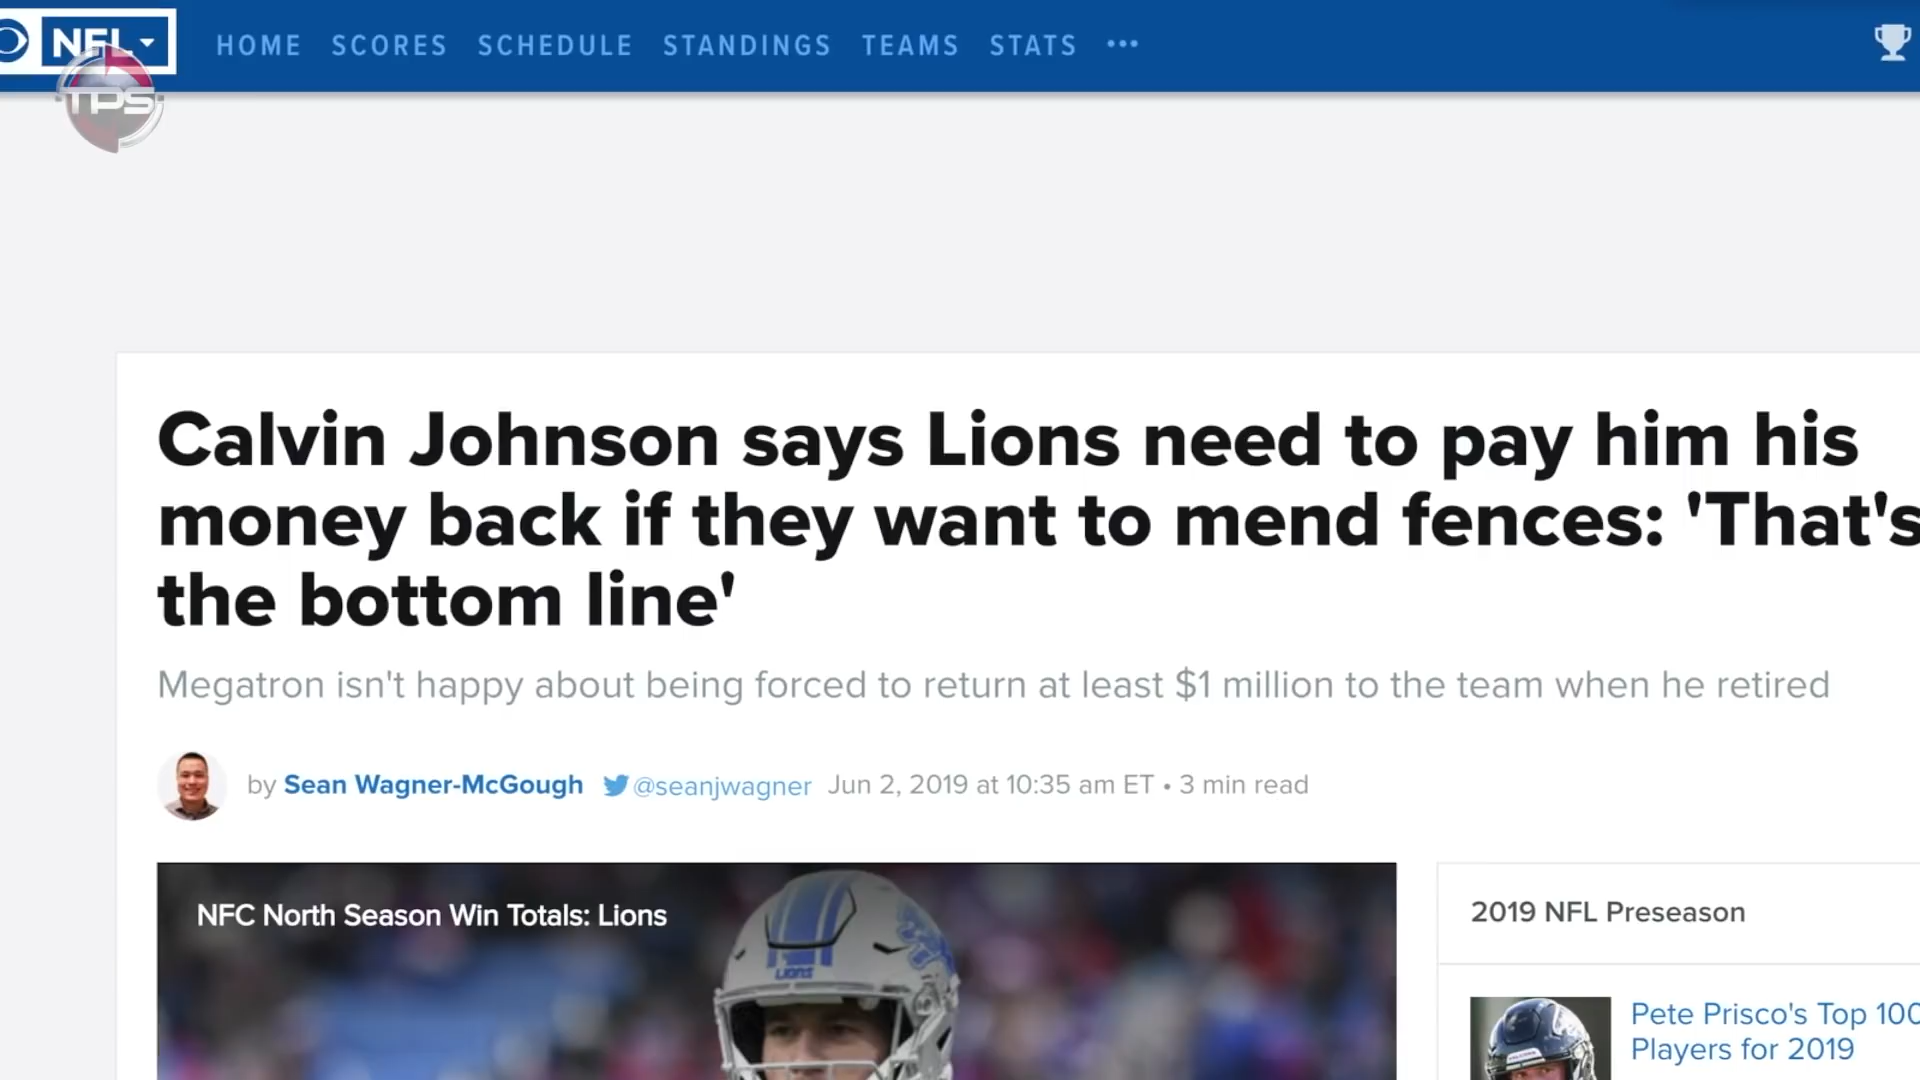 NFL
HOME SCORES SCHEDULE STANDINGS TEAMS STATS •••
TPS
Calvin Johnson says Lions need to pay him his
money back if they want to mend fences: 'That's
the bottom line'
Megatron isn't happy about being forced to return at least $1 million to the team when he retired
by Sean Wagner-McGough @seanjwagner Jun 2, 2019 at 10:35 am ET • 3 min read
NFC North Season Win Totals: Lions
LIONS
2019 NFL Preseason
Pete Prisco's Top 100
Players for 2019